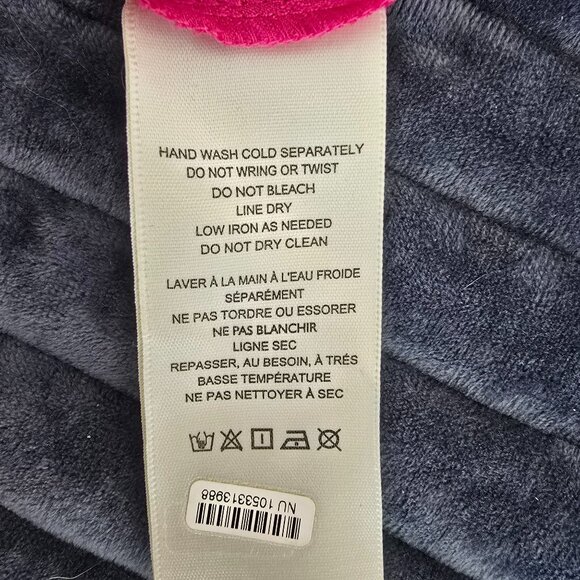 HAND WASH COLD SEPARATELY
DO NOT WRING OR TWIST
DO NOT BLEACH
LINE DRY
LOW IRON AS NEEDED
DO NOT DRY CLEAN
LAVER À LA MAIN À L'EAU FROIDE
SÉPARÉMENT
NE PAS TORDRE OU ESSORER
NE PAS BLANCHIR
LIGNE SEC
REPASSER, AU BESOIN, À TRÉS
BASSE TEMPÉRATURE
NE PAS NETTOYER À SEC
NU 1053313988